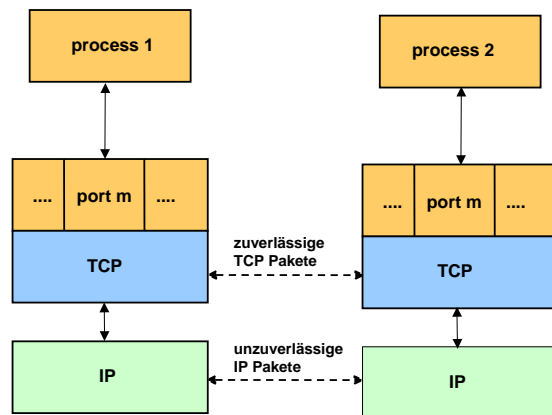 process 1
process 2
.... port m ....
.... port m ....
TCP
zuverlässige
TCP Pakete
TCP
IP
unzuverlässige
IP Pakete
IP